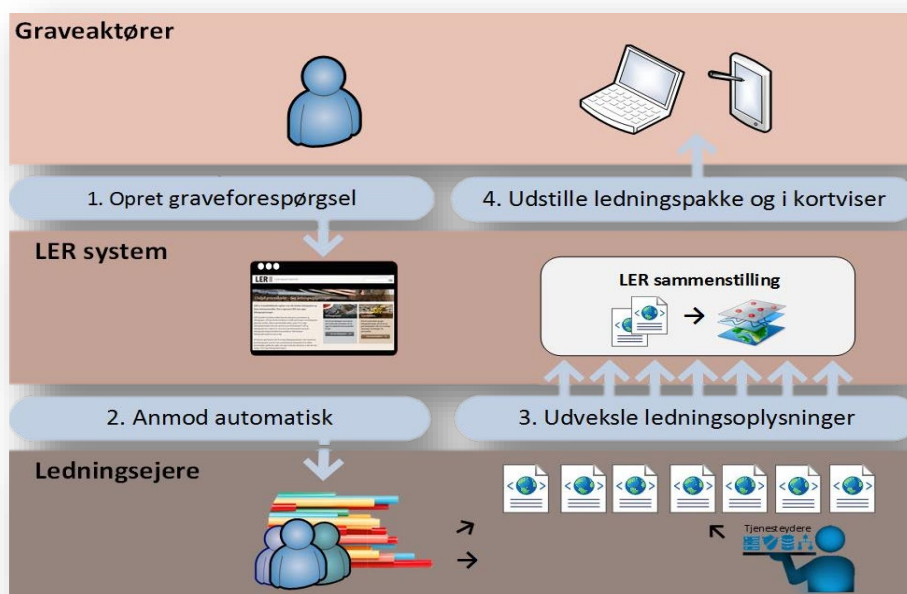 Graveaktører
1. Opret graveforespørgsel
4. Udstille ledningspakke og i kortviser
LER system
LER
LER sammenstilling
2. Anmod automatisk
3. Udveksle ledningsoplysninger
Ledningsejere
Tjenesteydere